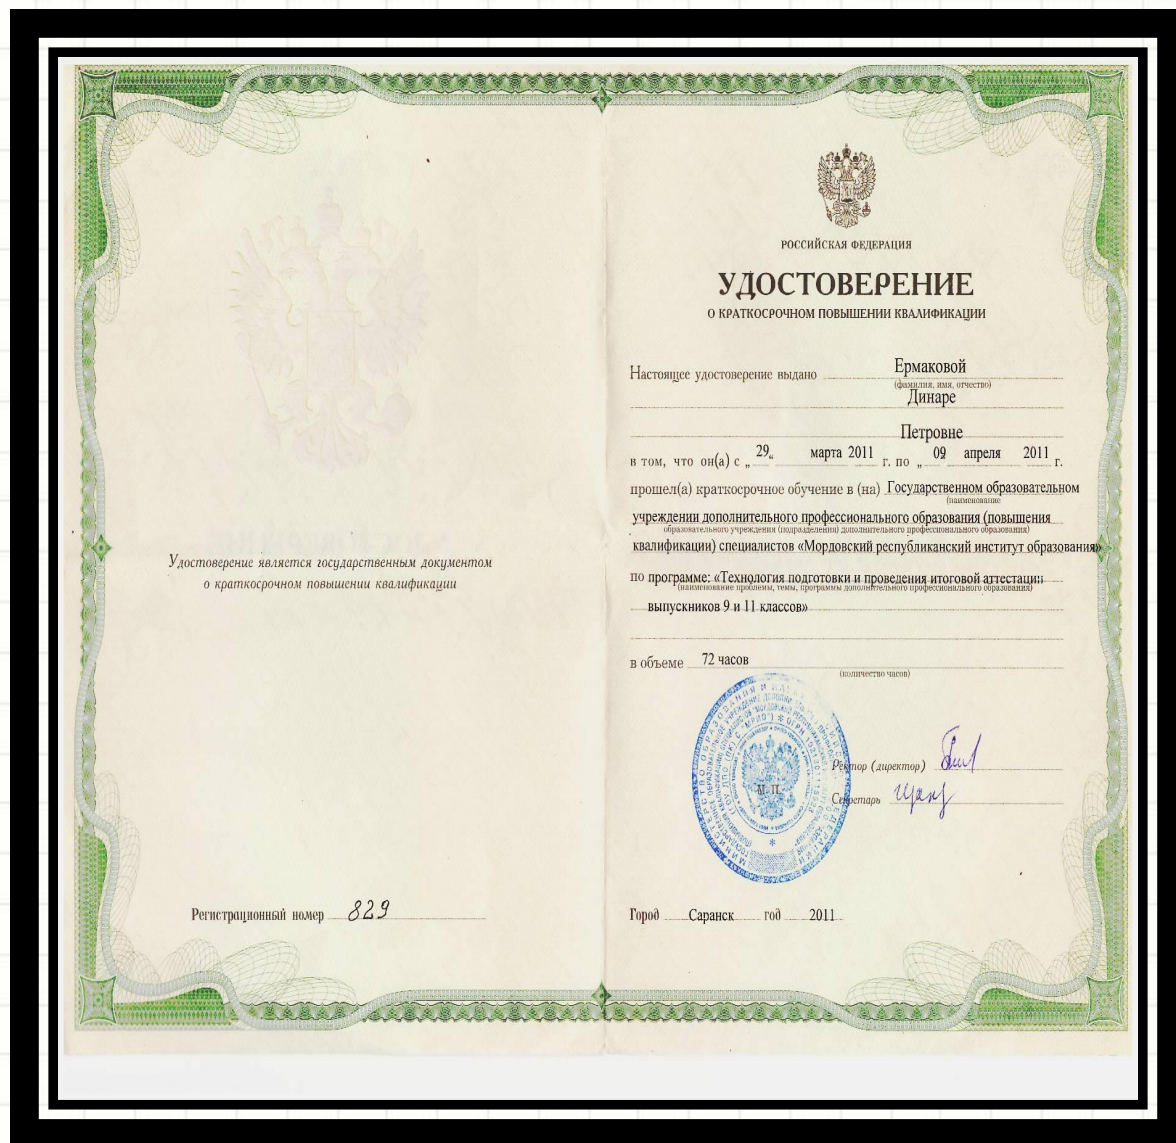 Удостоверение является государственным документом
о краткосрочном повышении квалификации
Регистрационный номер 829
РОССИЙСКАЯ ФЕДЕРАЦИЯ
УДОСТОВЕРЕНИЕ
О КРАТКОСРОЧНОМ ПОВЫШЕНИИ КВАЛИФИКАЦИИ
Настоящее удостоверение выдано Ермаковой
(фамилия, имя, отчество)
Динаре
Петровне
в том, что он(а) с „ 29 „ марта 2011 г. по „ 09 апреля 2011 г.
прошел(а) краткосрочное обучение в (на) Государственном образовательном
(наименование
учреждении дополнительного профессионального образования (повышения
образовательного учреждения (подразделения) дополнительного профессионального образования)
квалификации) специалистов «Мордовский республиканский институт образования»
по программе: «Технология подготовки и проведения итоговой аттестации
(наименование проблемы, темы, программы дополнительного профессионального образования)
выпускников 9 и 11 классов»
в объеме 72 часов
(количество часов)
М. П.
Ректор (директор)
Секретарь
Город Саранск год 2011